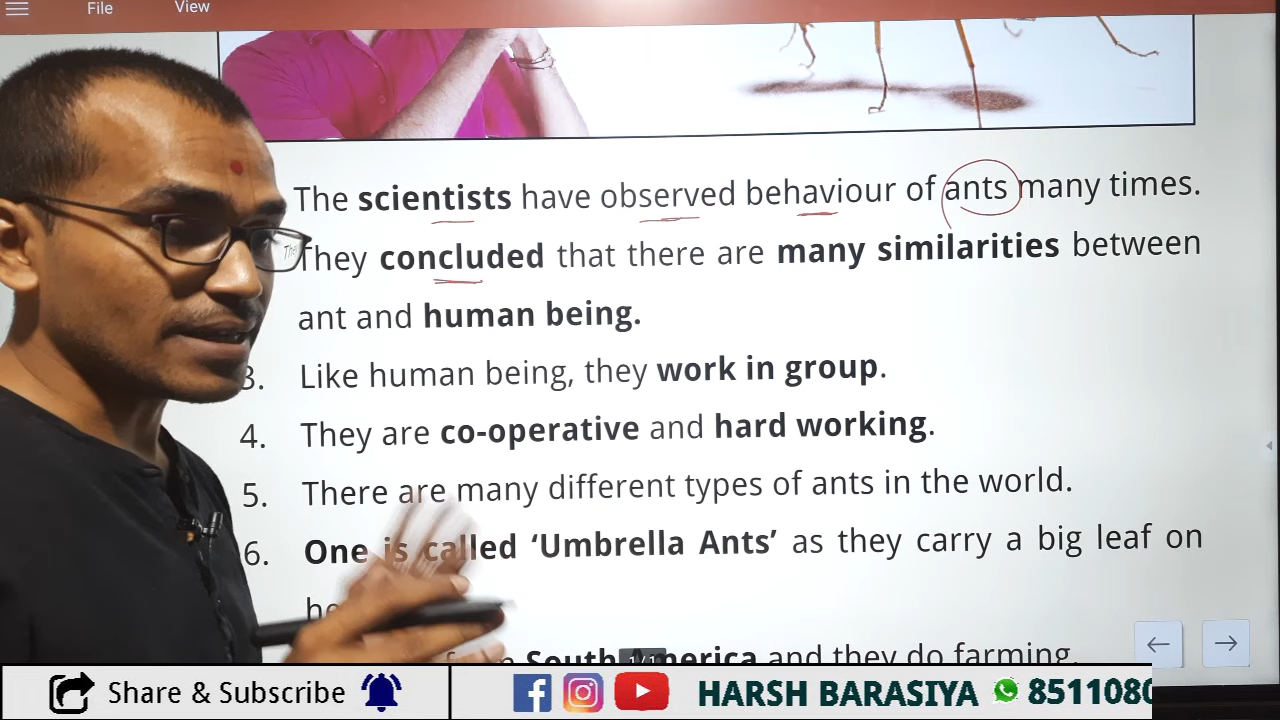 File View
The scientists have observed behaviour of ants many times.
They concluded that there are many similarities between
ant and human being.
3. Like human being, they work in group.
4. They are co-operative and hard working.
5. There are many different types of ants in the world.
6. One is called ‘Umbrella Ants’ as they carry a big leaf on
South America and they do farming.
Share & Subscribe HARSH BARASIYA 851108